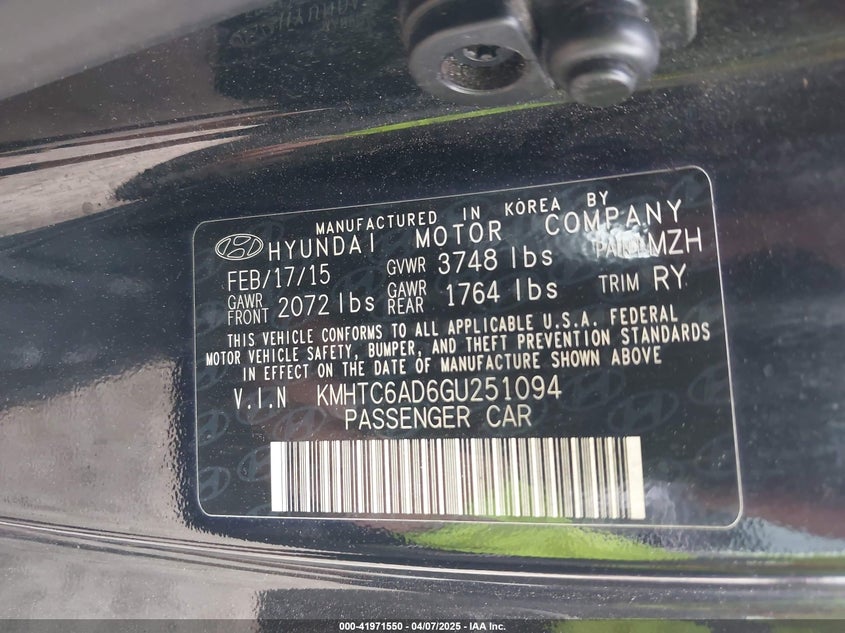 MANUFACTURED IN KOREA BY
HYUNDAI MOTOR COMPANY
FEB/17/15 GVWR 3748 lbs PAINT MZH
GAWR FRONT 2072 lbs GAWR REAR 1764 lbs TRIM RY
THIS VEHICLE CONFORMS TO ALL APPLICABLE U.S.A. FEDERAL
MOTOR VEHICLE SAFETY, BUMPER, AND THEFT PREVENTION STANDARDS
IN EFFECT ON THE DATE OF MANUFACTURE SHOWN ABOVE
V.I.N KMHTC6AD6GU251094
PASSENGER CAR
000-41971550 - 04/07/2025 - IAA Inc.